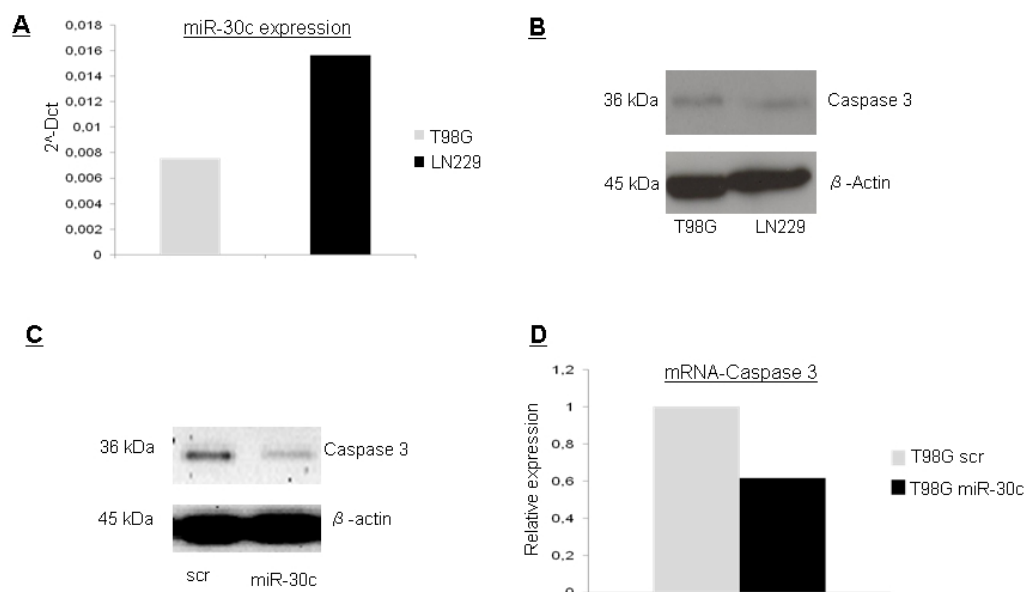 A
miR-30c expression
0,018
0,016
0,014
0,012
0,01
0,008
0,006
0,004
0,002
0
2^-Dct
T98G
LN229
B
36 kDa
Caspase 3
45 kDa
β-Actin
T98G LN229
C
36 kDa
Caspase 3
45 kDa
β-actin
scr miR-30c
D
mRNA-Caspase 3
1,2
1
0,8
0,6
0,4
0,2
0
Relative expression
T98G scr
T98G miR-30c